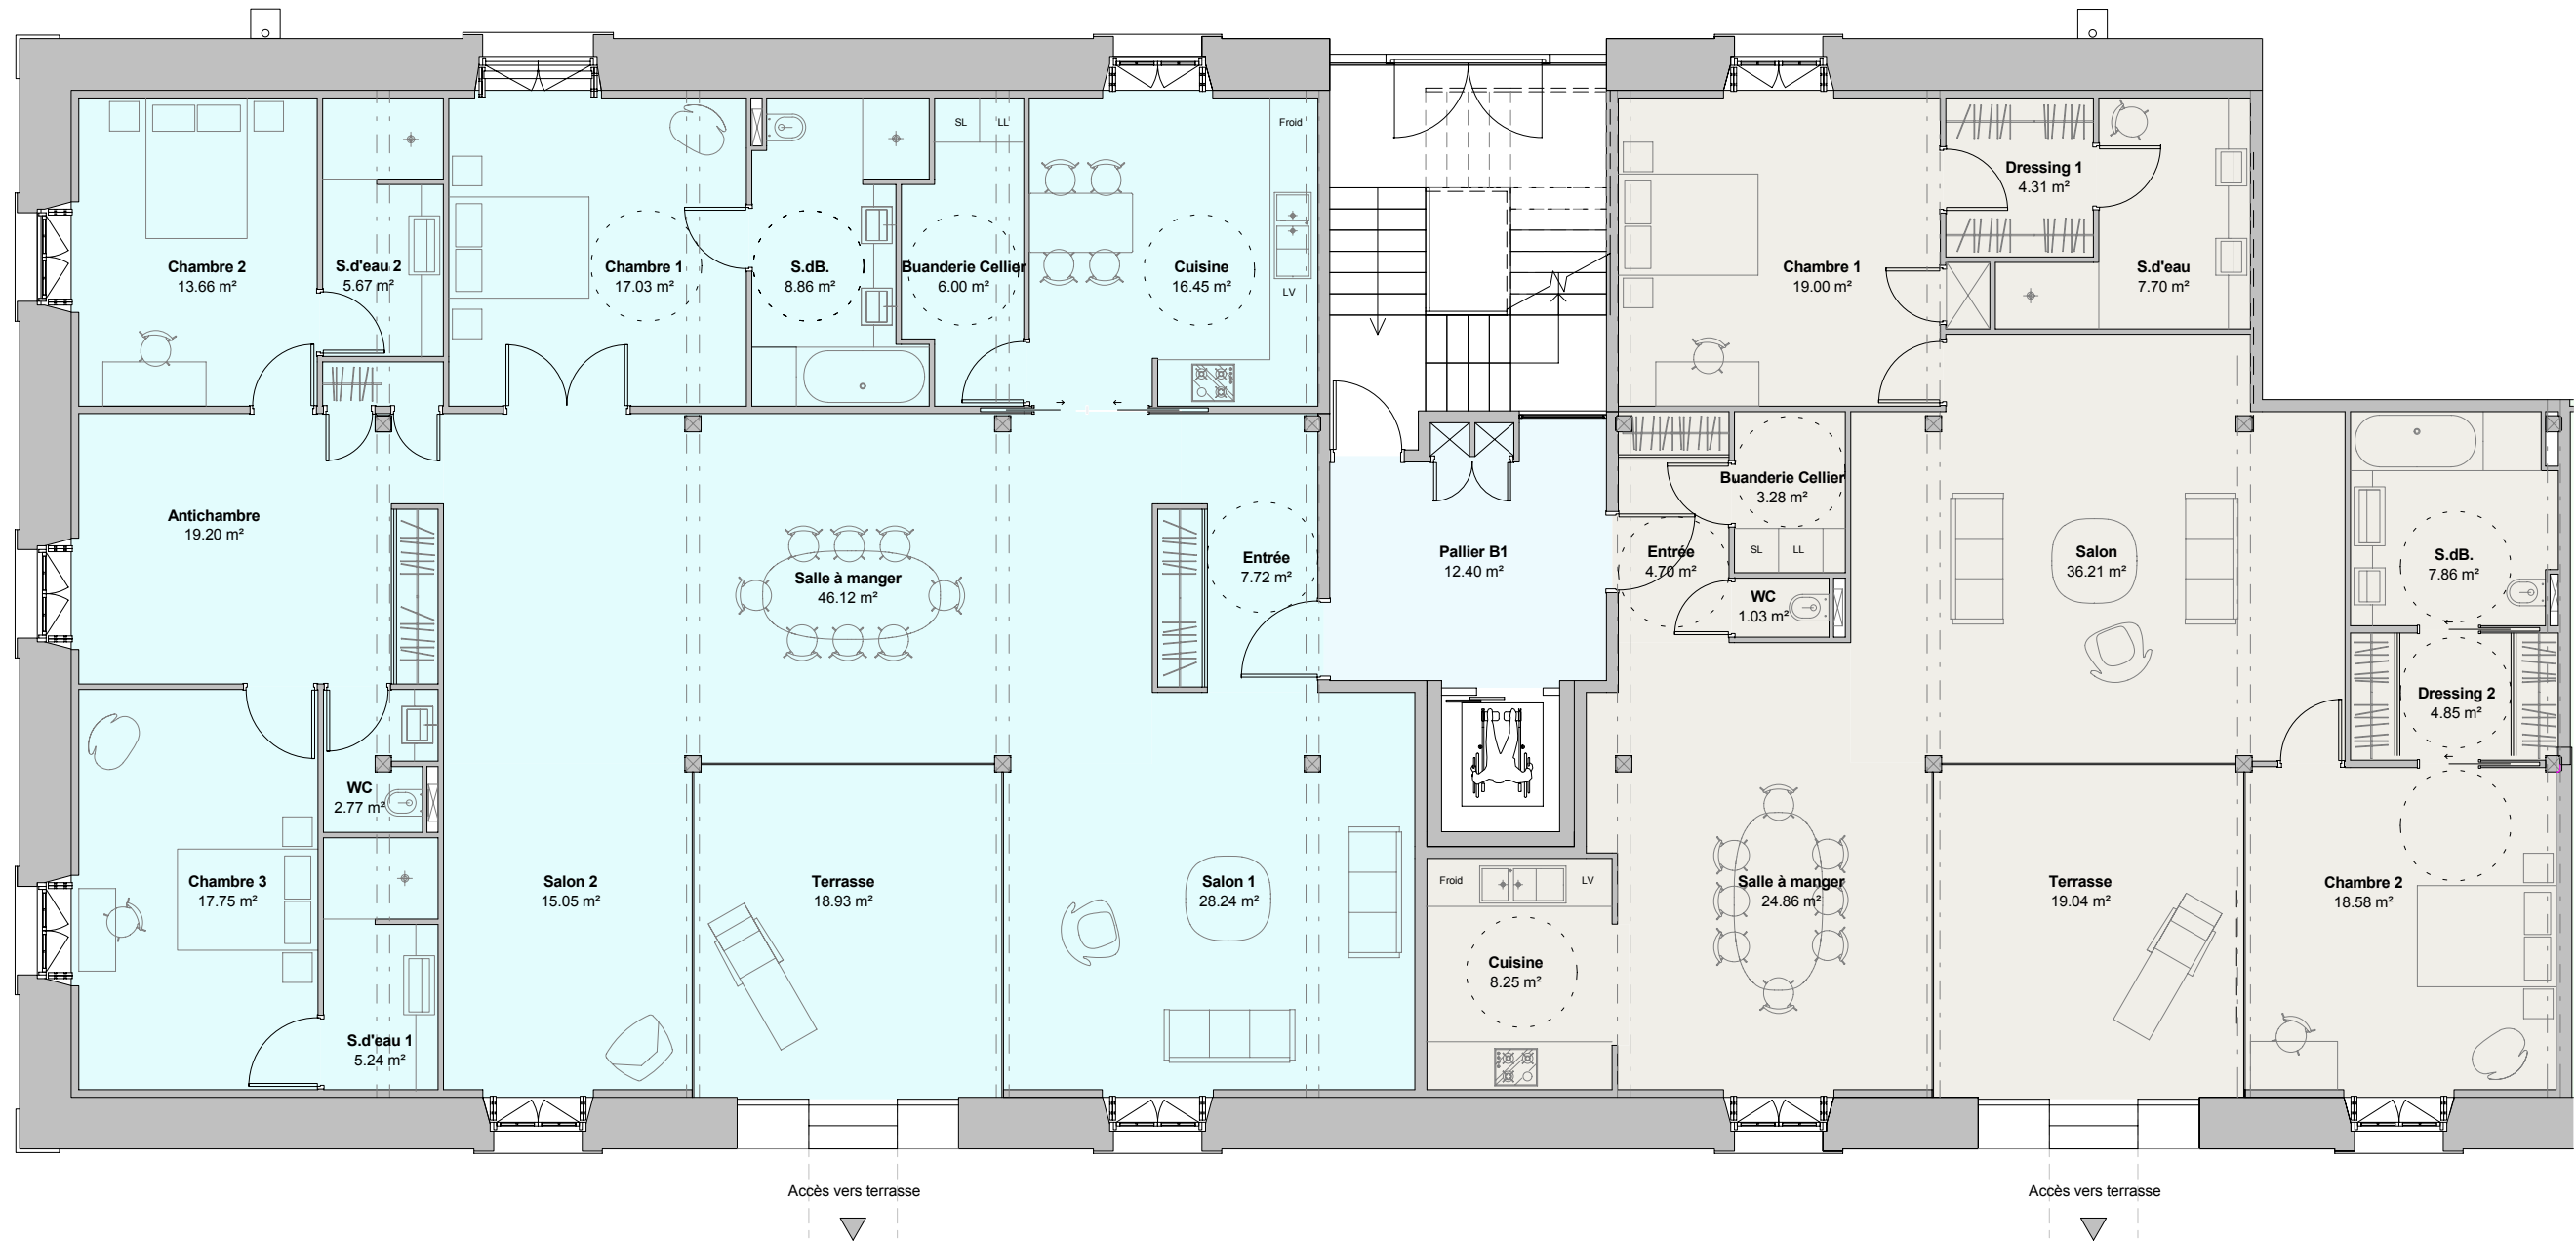 SL
LL
Froid
Dressing 1
4.31 m²
Chambre 2
13.66 m²
S.d'eau 2
5.67 m²
Chambre 1
17.03 m²
S.dB.
8.86 m²
Buanderie Cellier
6.00 m²
Cuisine
16.45 m²
LV
Chambre 1
19.00 m²
S.d'eau
7.70 m²
Antichambre
19.20 m²
Salle à manger
46.12 m²
Entrée
7.72 m²
Pallier B1
12.40 m²
Buanderie Cellier
3.28 m²
SL
LL
Entrée
4.70 m²
WC
1.03 m²
Salon
36.21 m²
S.dB.
7.86 m²
Dressing 2
4.85 m²
WC
2.77 m²
Chambre 3
17.75 m²
Salon 2
15.05 m²
Terrasse
18.93 m²
Salon 1
28.24 m²
Froid
LV
Salle à manger
24.86 m²
Terrasse
19.04 m²
Chambre 2
18.58 m²
Cuisine
8.25 m²
S.d'eau 1
5.24 m²
Accès vers terrasse
Accès vers terrasse